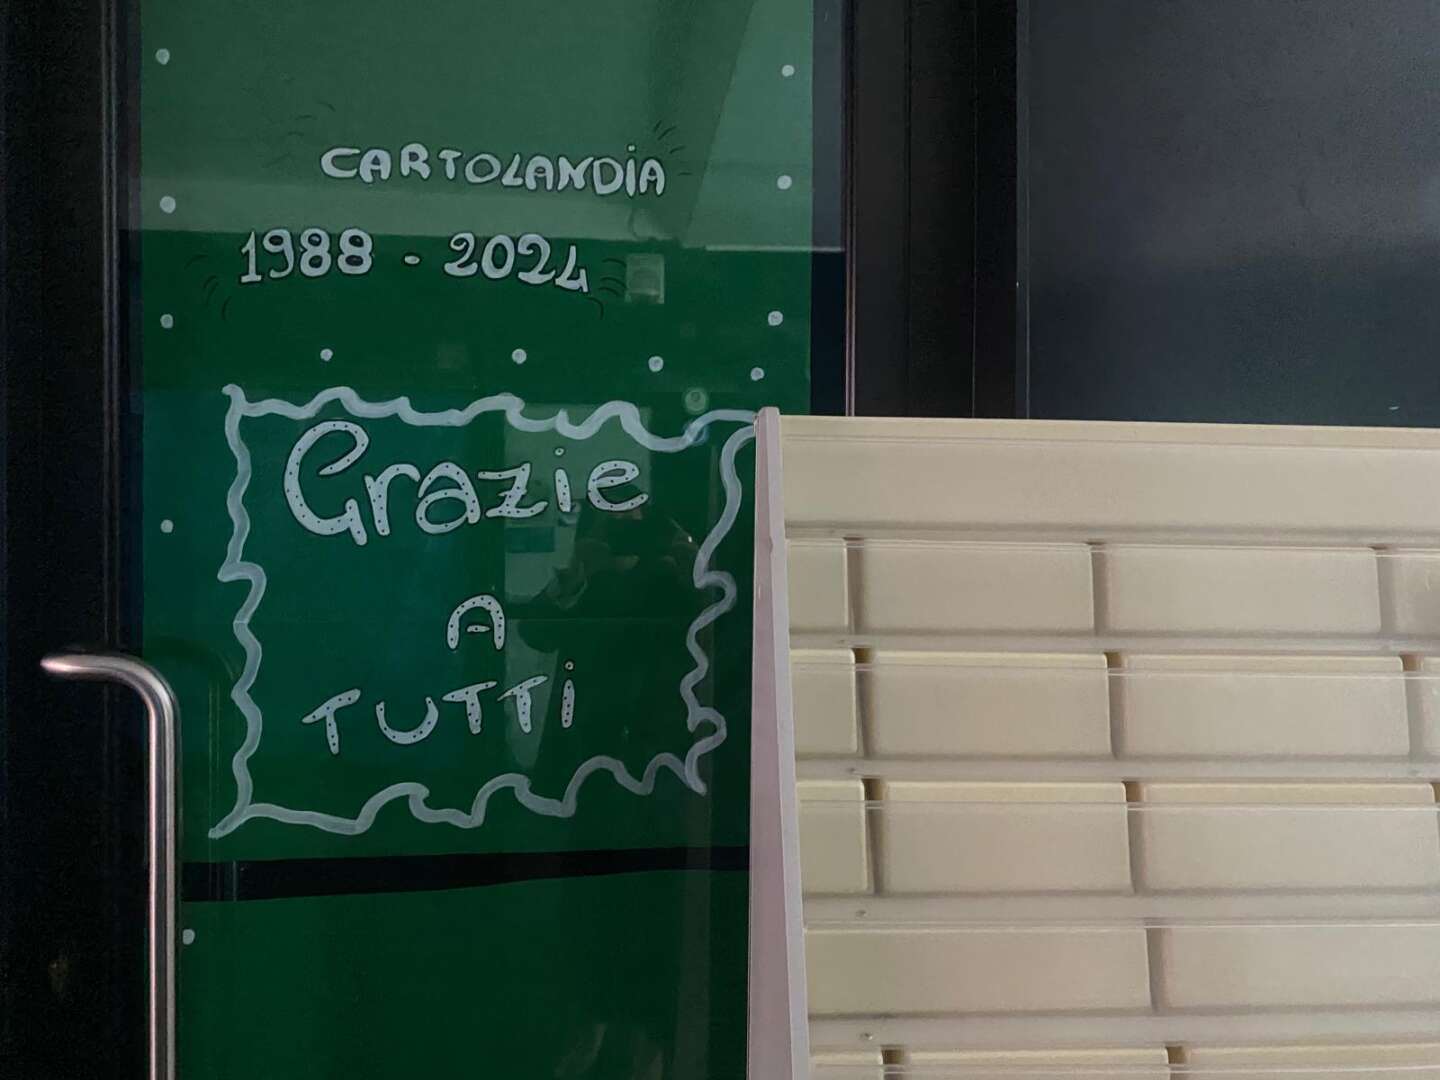 CARTOLANDiA
1988 - 2024
Grazie
A
TUTTi